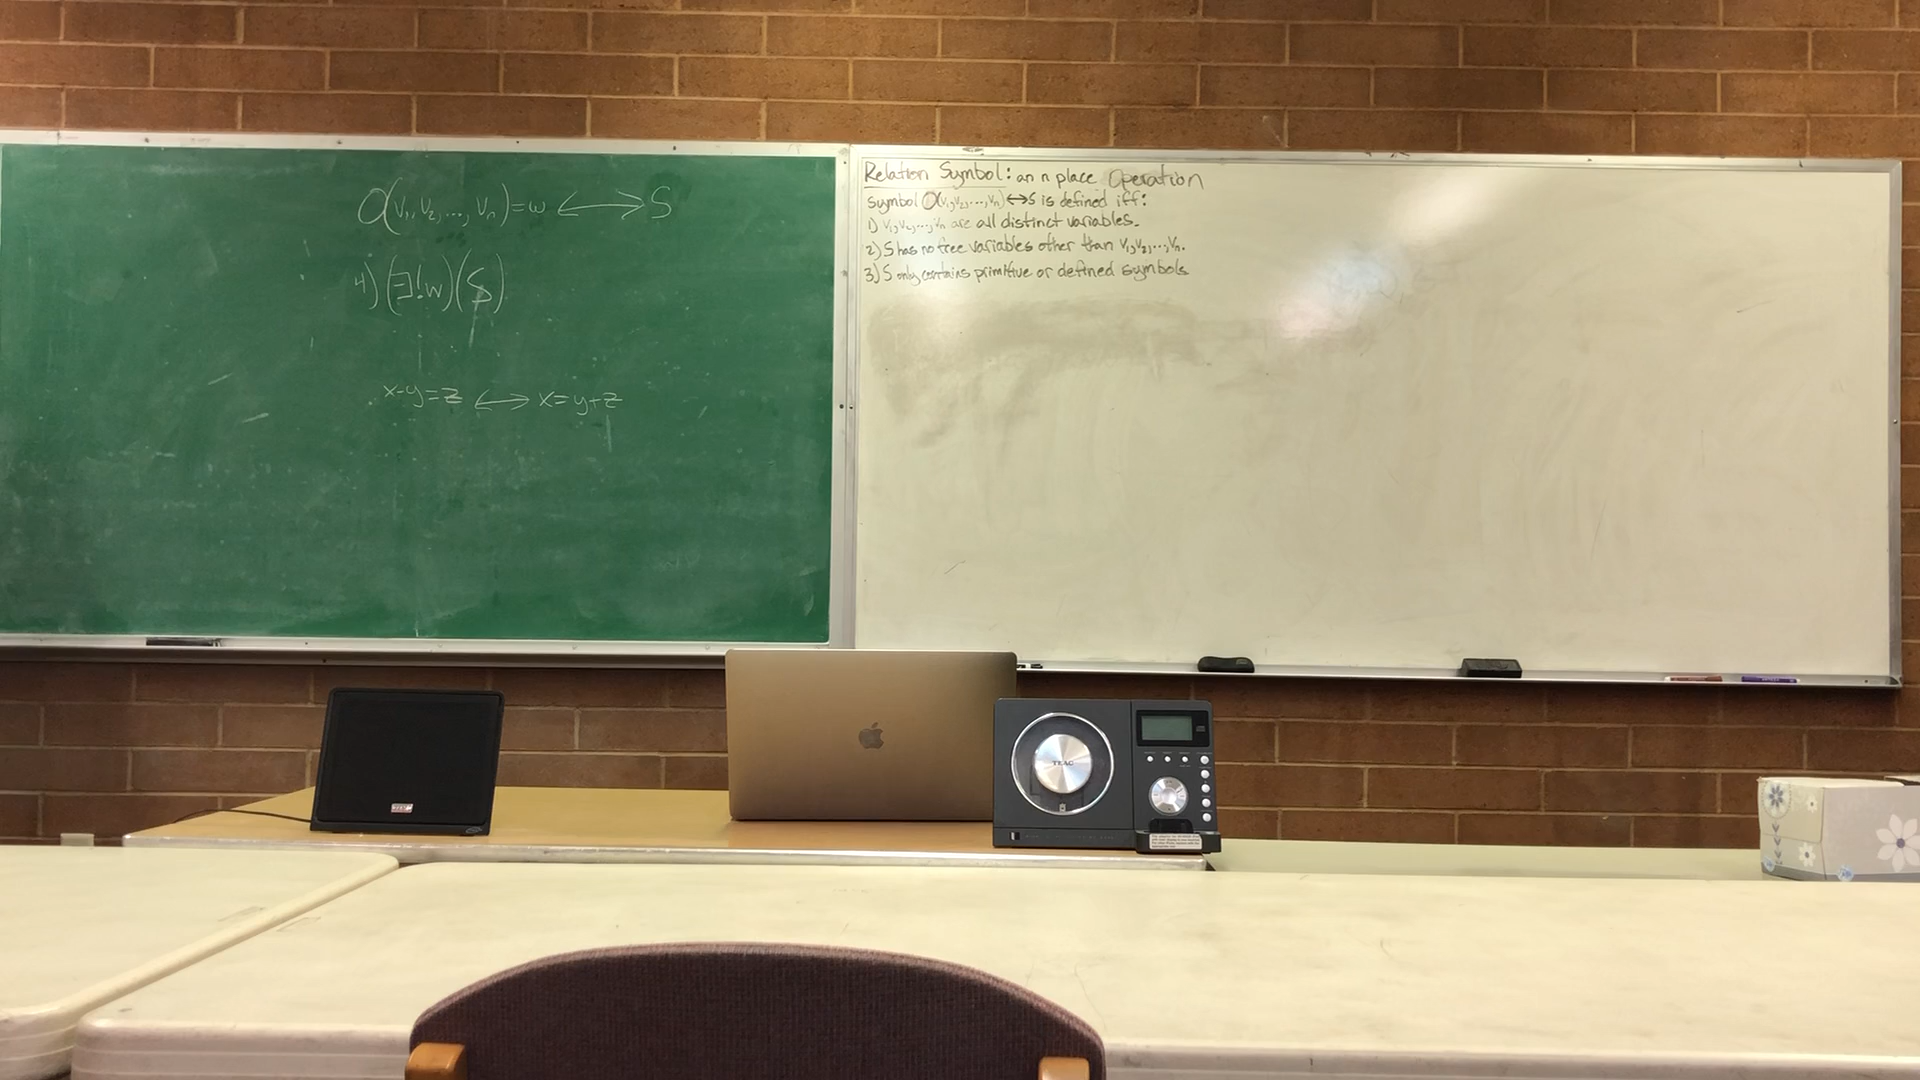 O(v₁, v₂, ..., vₙ) = w ⟷ S
4) (∃!w)(S)
x-y=z ⟷ x=y+z
Relation Symbol: an n place Operation
symbol O(v₁,v₂,...,vₙ)↔S is defined iff:
1) v₁,v₂,...,vₙ are all distinct variables.
2) S has no free variables other than v₁,v₂,...,vₙ.
3) S only contains primitive or defined symbols
TEAC